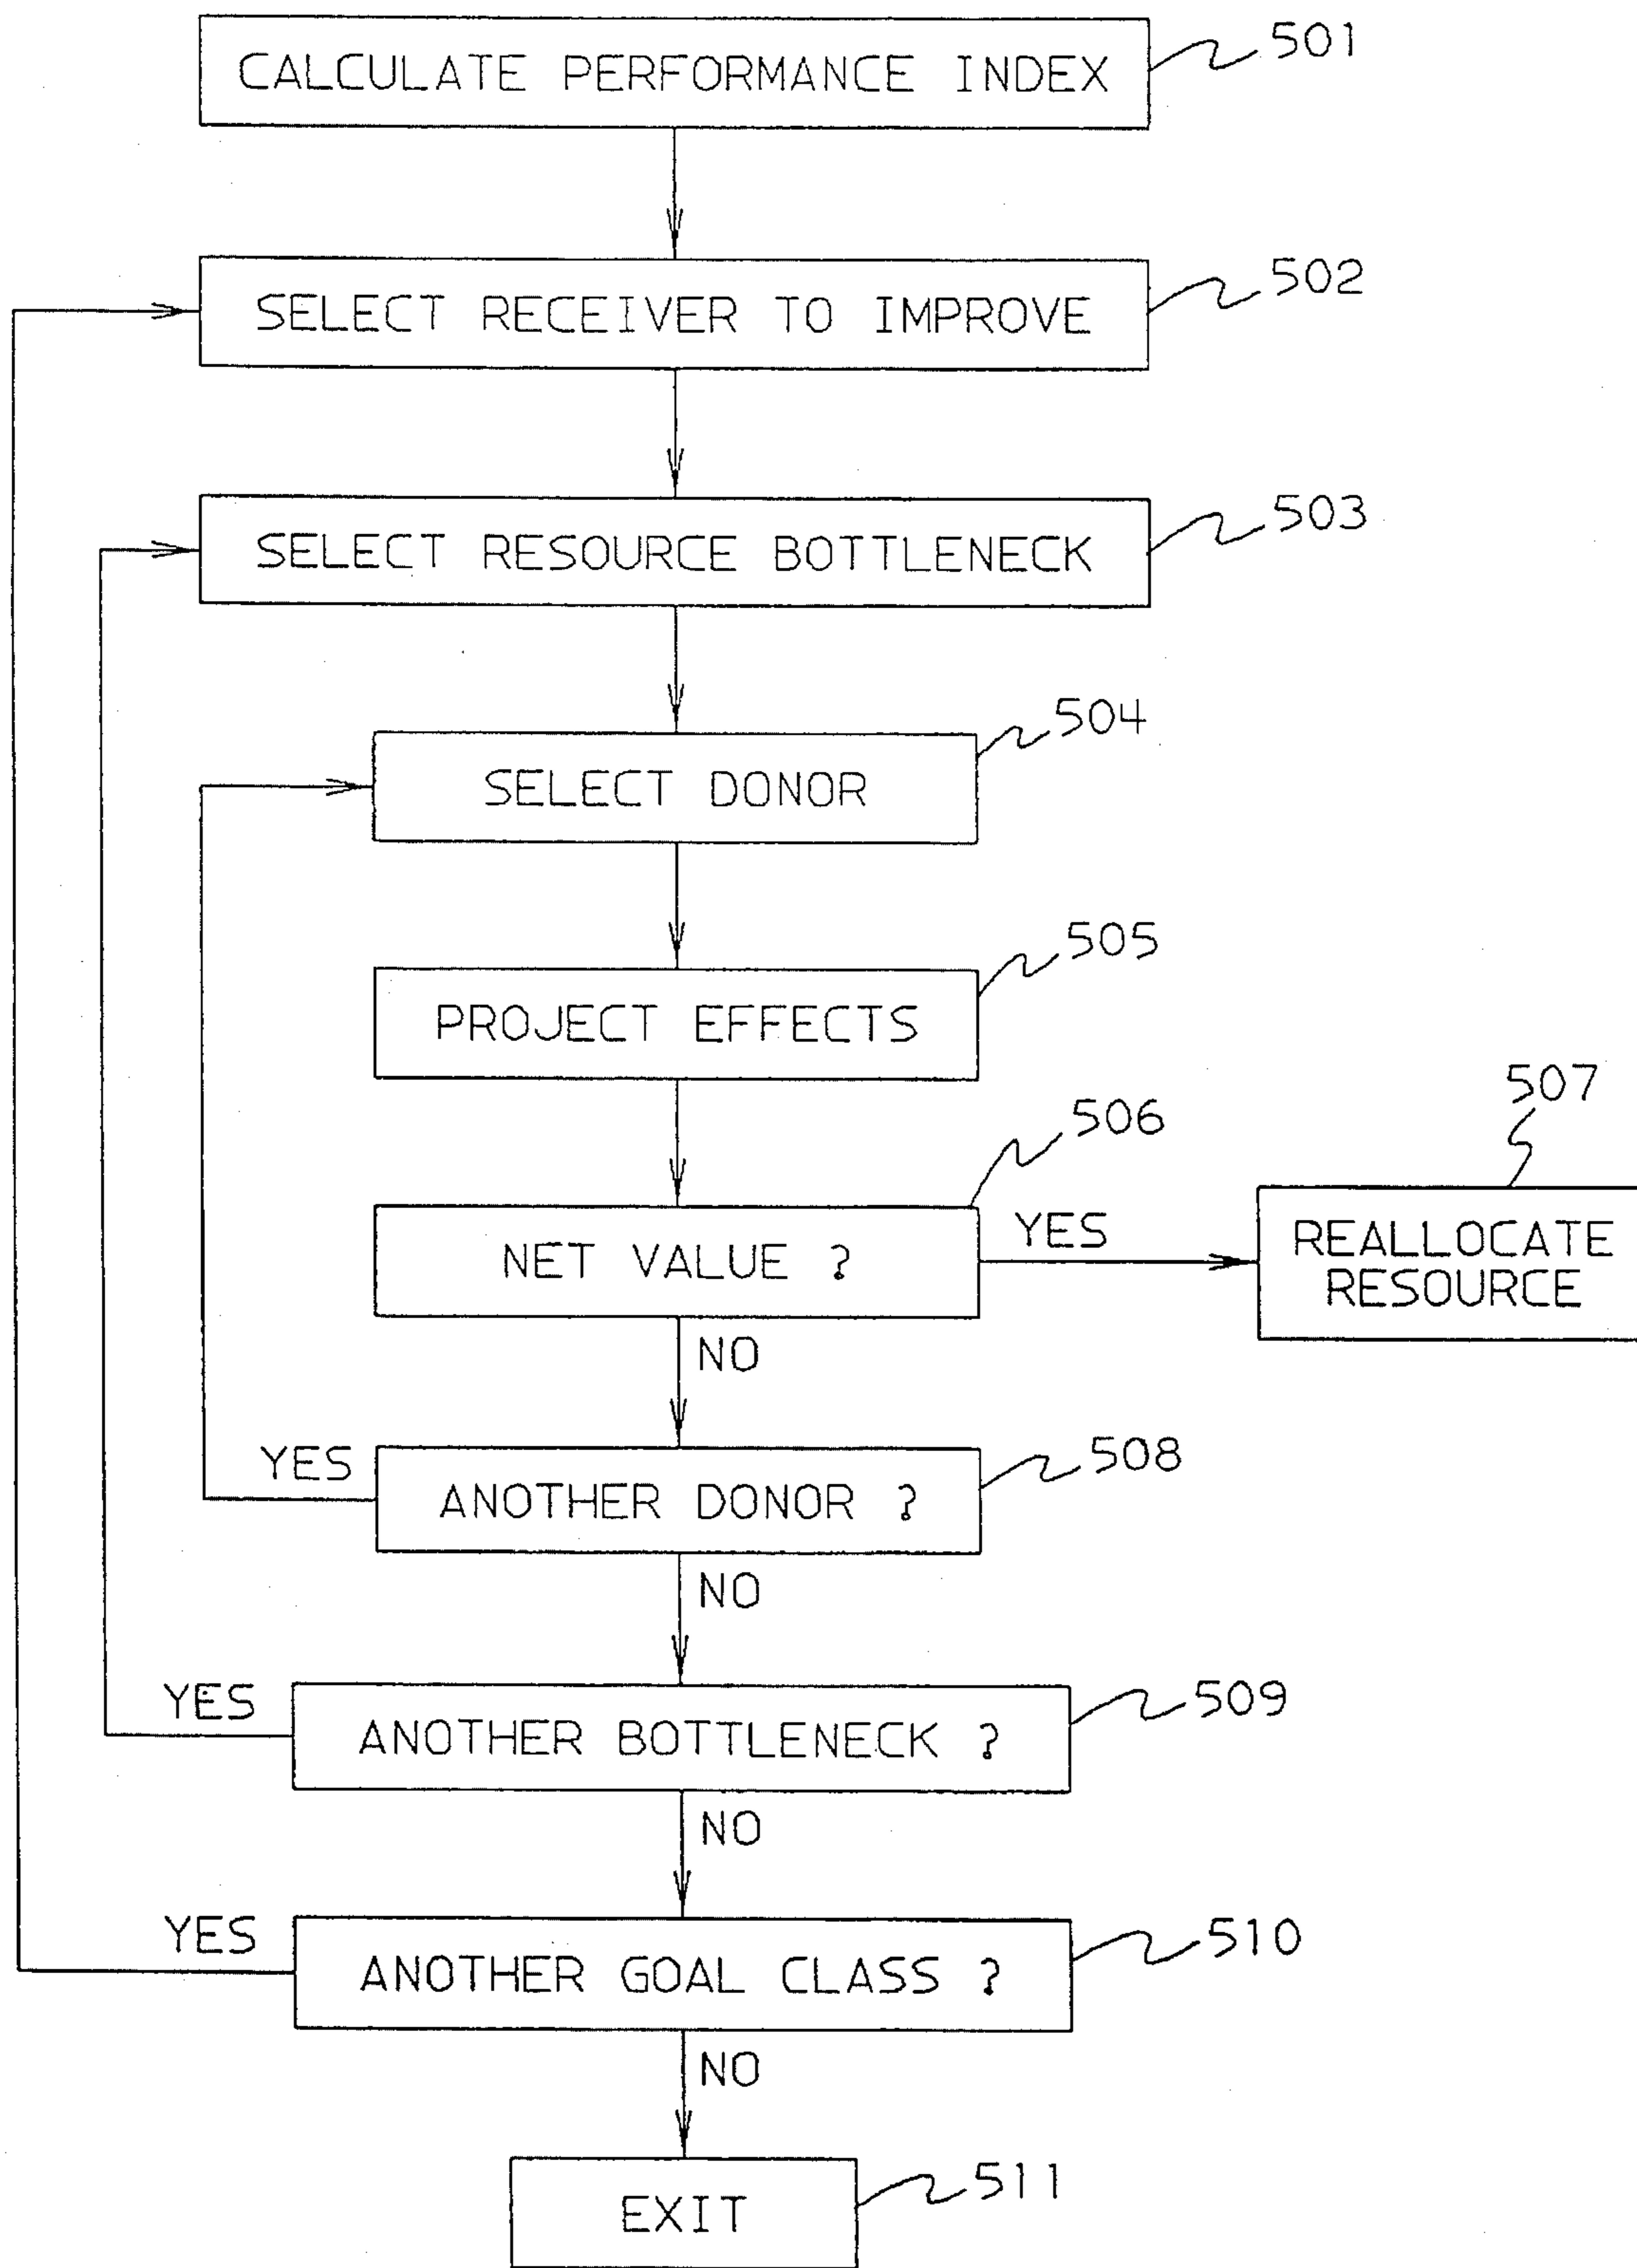 CALCULATE PERFORMANCE INDEX
501
SELECT RECEIVER TO IMPROVE
502
SELECT RESOURCE BOTTLENECK
503
SELECT DONOR
504
PROJECT EFFECTS
505
NET VALUE ?
506
YES
REALLOCATE
RESOURCE
507
NO
YES
ANOTHER DONOR ?
508
NO
YES
ANOTHER BOTTLENECK ?
509
NO
YES
ANOTHER GOAL CLASS ?
510
NO
EXIT
511